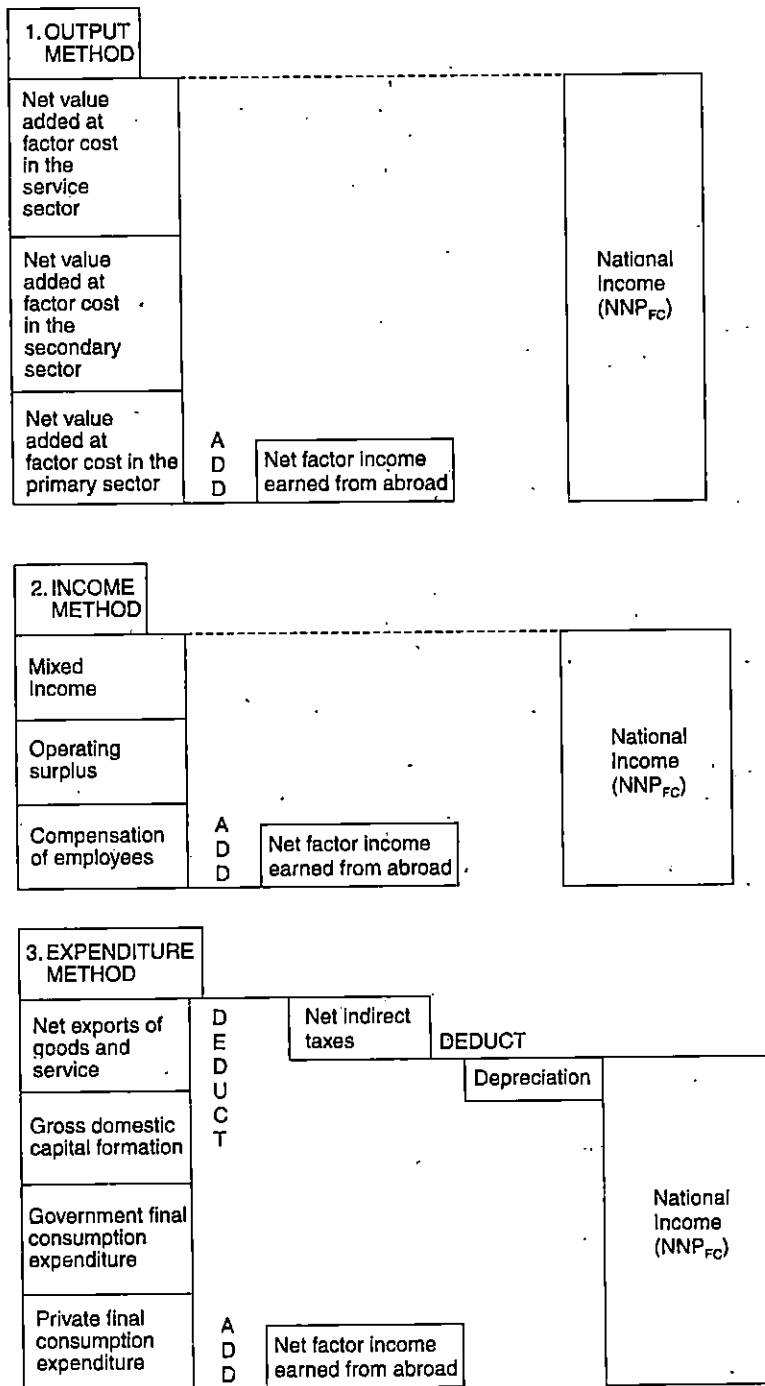 1. OUTPUT
METHOD
Net value
added at
factor cost
in the
service
sector
Net value
added at
factor cost
in the
secondary
sector
Net value
added at
factor cost in the
primary sector
A
D
D
Net factor income
earned from abroad
National
Income
(NNPFC)
2. INCOME
METHOD
Mixed
Income
Operating
surplus
Compensation
of employees
A
D
D
Net factor income
earned from abroad
National
Income
(NNPFC)
3. EXPENDITURE
METHOD
Net exports of
goods and
service
Gross domestic
capital formation
Government final
consumption
expenditure
Private final
consumption
expenditure
D
E
D
U
C
T
Net indirect
taxes
DEDUCT
Depreciation
A
D
D
Net factor income
earned from abroad
National
Income
(NNPFC)